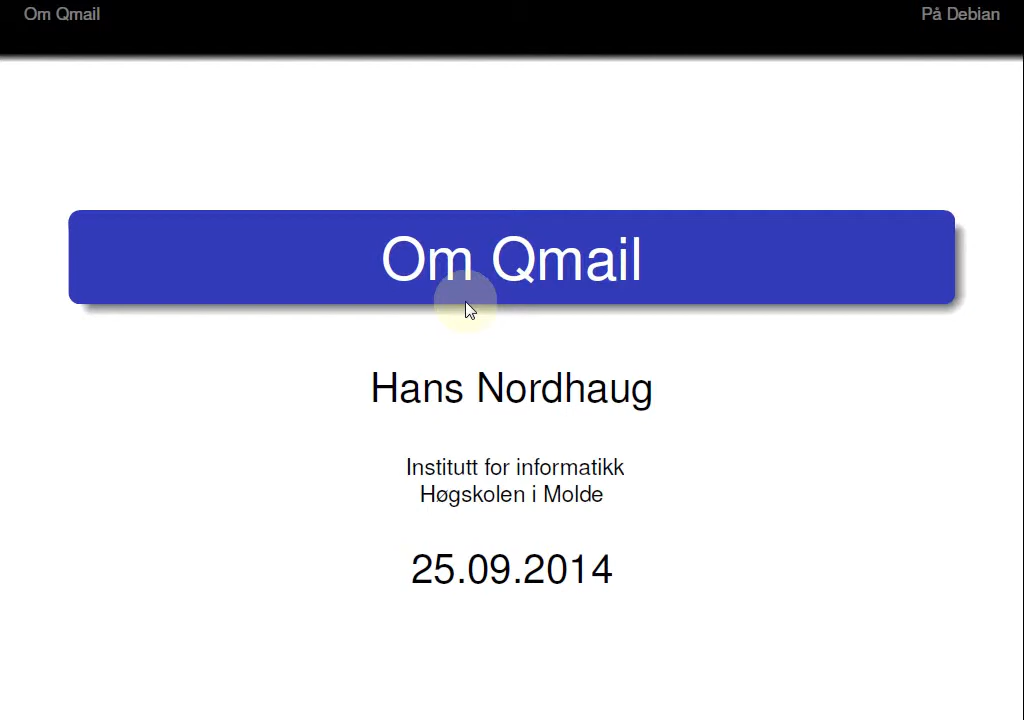 Om Qmail
På Debian
Om Qmail
Hans Nordhaug
Institutt for informatikk
Høgskolen i Molde
25.09.2014